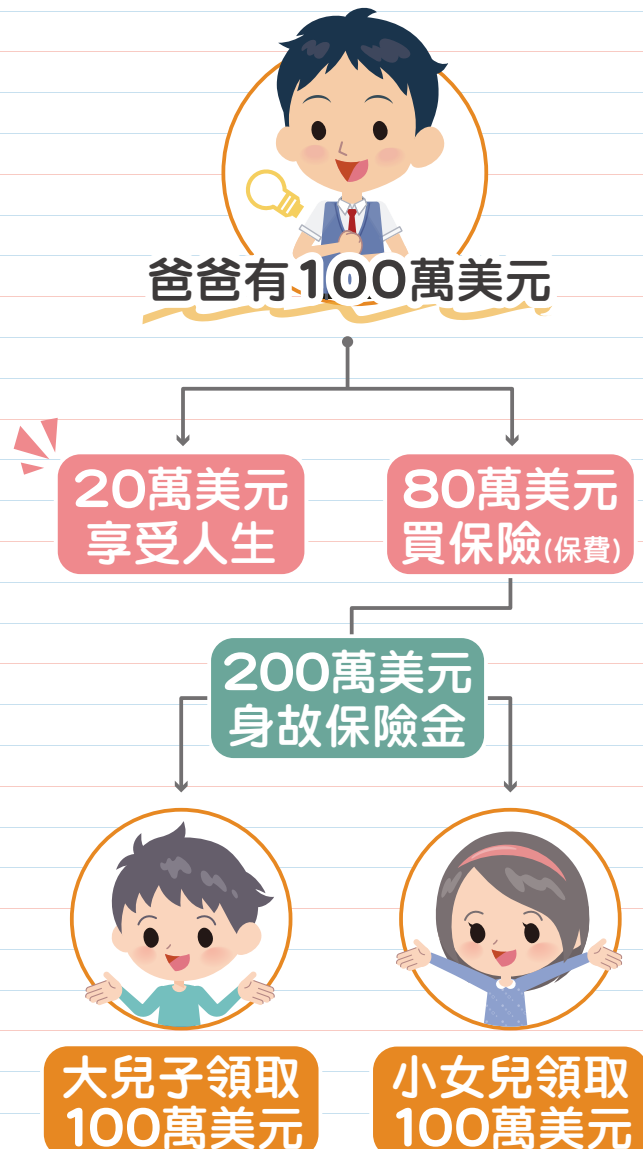 爸爸有100萬美元
20萬美元
享受人生
80萬美元
買保險(保費)
200萬美元
身故保險金
大兒子領取
100萬美元
小女兒領取
100萬美元